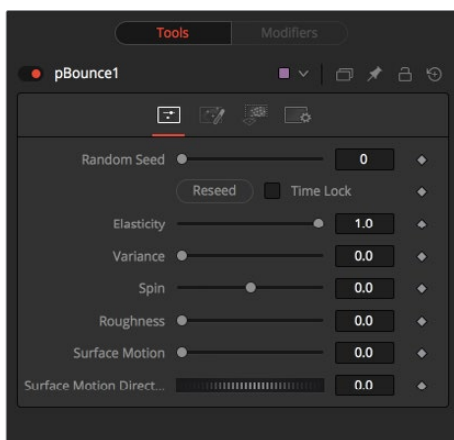 Tools Modifiers
pBounce1
Random Seed 0
Reseed Time Lock
Elasticity 1.0
Variance 0.0
Spin 0.0
Roughness 0.0
Surface Motion 0.0
Surface Motion Direct... 0.0